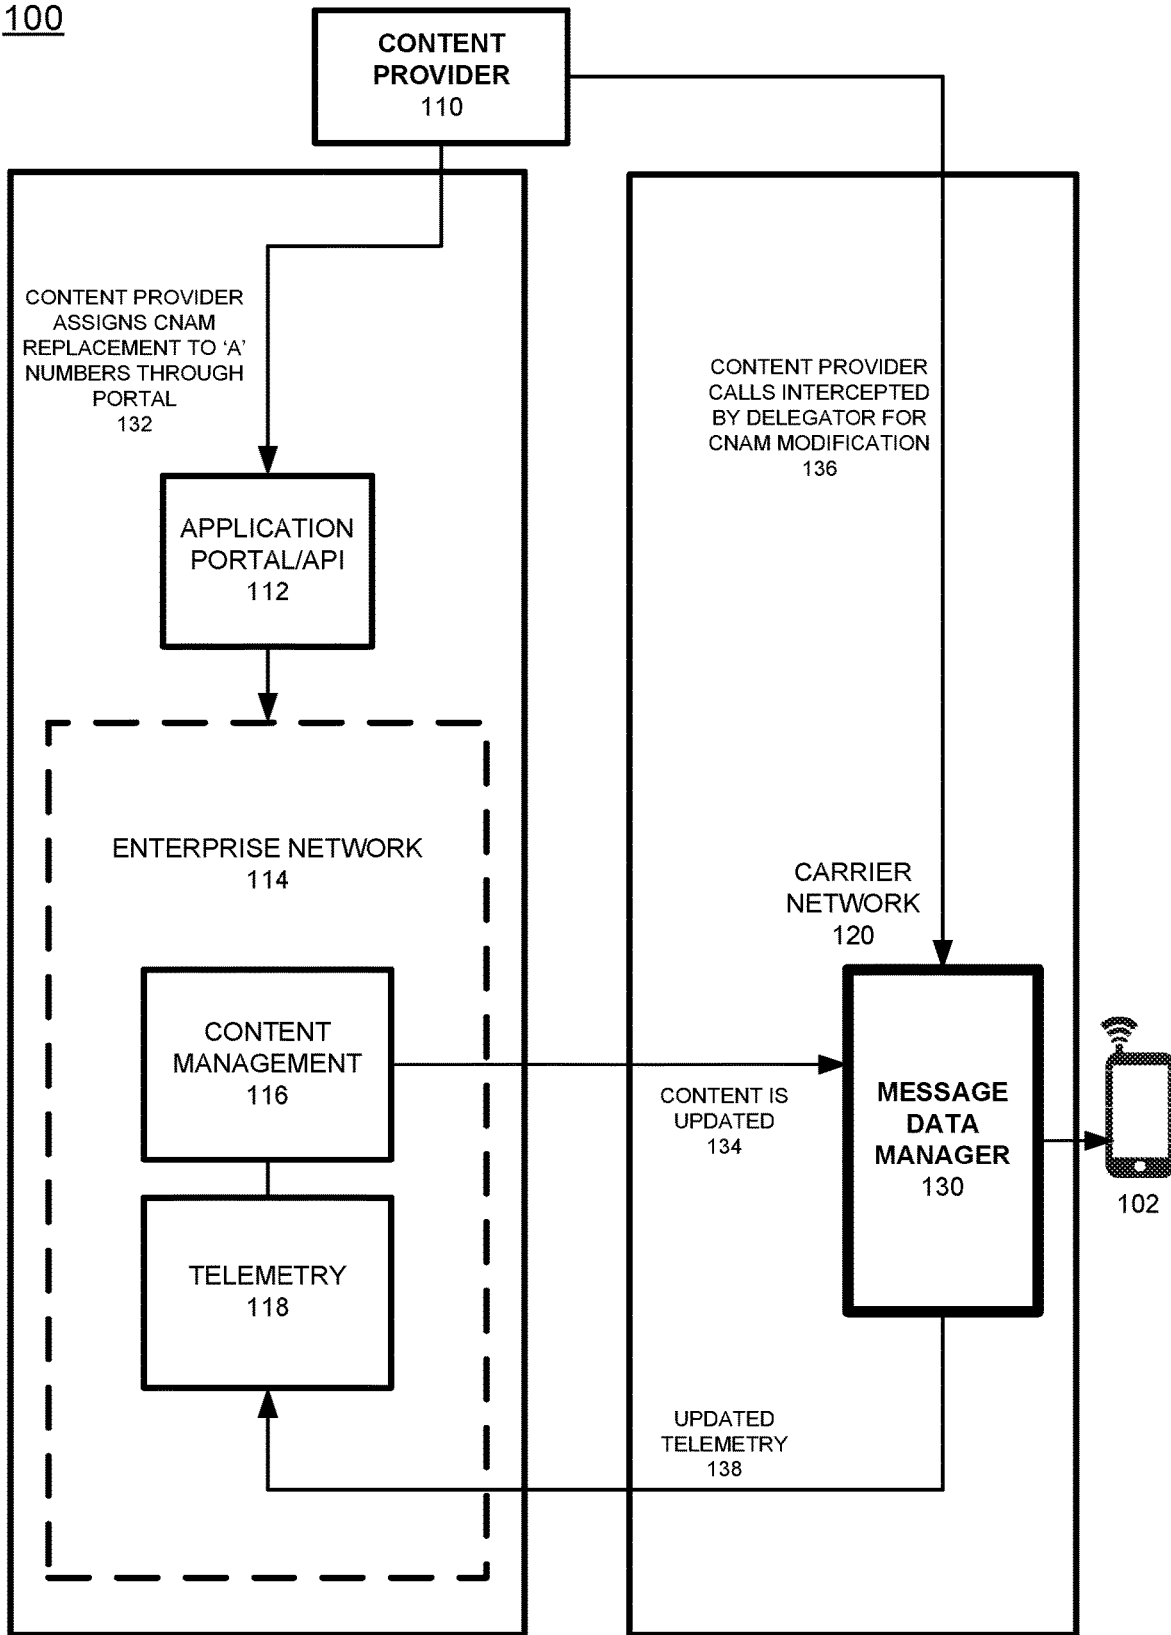 100
CONTENT
PROVIDER
110
CONTENT PROVIDER
ASSIGNS CNAM
REPLACEMENT TO ‘A’
NUMBERS THROUGH
PORTAL
132
CONTENT PROVIDER
CALLS INTERCEPTED
BY DELEGATOR FOR
CNAM MODIFICATION
136
APPLICATION
PORTAL/API
112
ENTERPRISE NETWORK
114
CARRIER
NETWORK
120
CONTENT
MANAGEMENT
116
CONTENT IS
UPDATED
134
MESSAGE
DATA
MANAGER
130
102
TELEMETRY
118
UPDATED
TELEMETRY
138